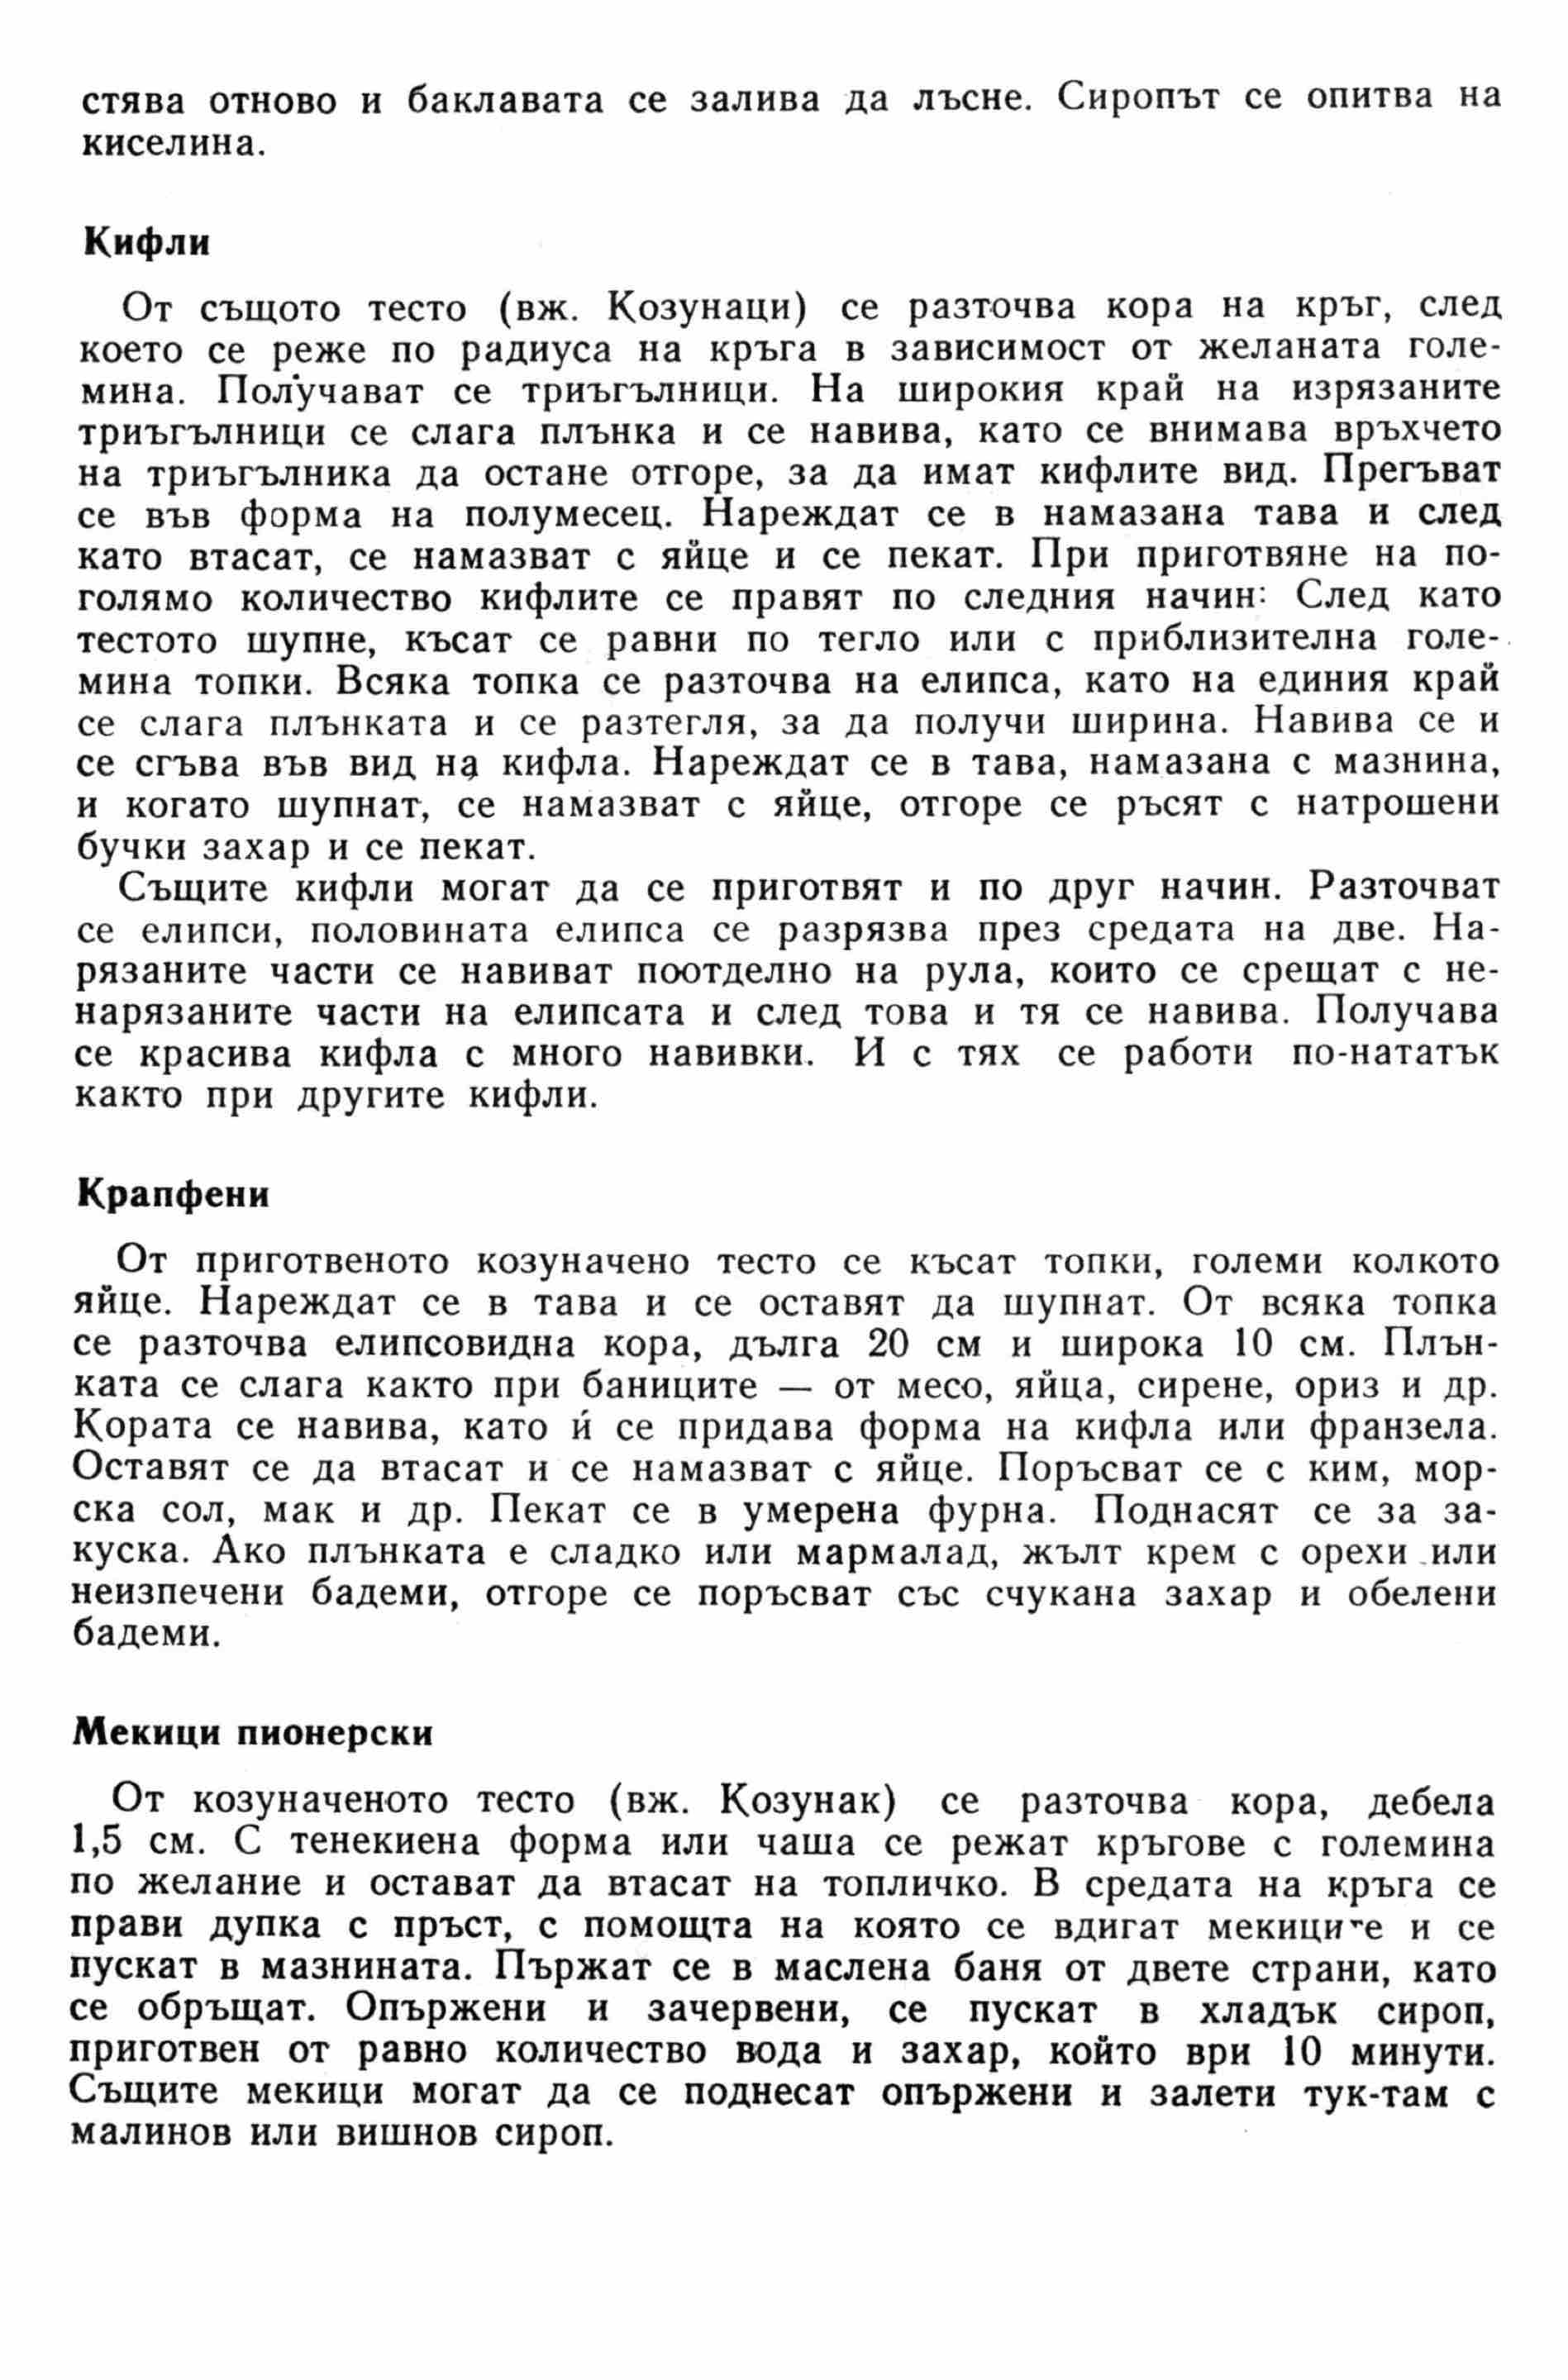 стява отново и баклавата се залива да лъсне. Сиропът се опитва на
киселина.
Кифли
От същото тесто (вж. Козунаци) се разточва кора на кръг, след
което се реже по радиуса на кръга в зависимост от желаната голе-
мина. Получават се триъгълници. На широкия край на изрязаните
триъгълници се слага плънка и се навива, като се внимава връхчето
на триъгълника да остане отгоре, за да имат кифлите вид. Прегъват
се във форма на полумесец. Нареждат се в намазана тава и след
като втасат, се намазват с яйце и се пекат. При приготвяне на по-
голямо количество кифлите се правят по следния начин: След като
тестото шупне, късат се равни по тегло или с приблизителна голе-
мина топки. Всяка топка се разточва на елипса, като на единия край
се слага плънката и се разтегля, за да получи ширина. Навива се и
се сгъва във вид на кифла. Нареждат се в тава, намазана с мазнина,
и когато шупнат, се намазват с яйце, отгоре се ръсят с натрошени
бучки захар и се пекат.
Същите кифли могат да се приготвят и по друг начин. Разточват
се елипси, половината елипса се разрязва през средата на две. На-
рязаните части се навиват поотделно на рула, които се срещат с не-
нарязаните части на елипсата и след това и тя се навива. Получава
се красива кифла с много навивки. И с тях се работи по-нататък
както при другите кифли.
Крапфени
От приготвеното козуначено тесто се късат топки, големи колкото
яйце. Нареждат се в тава и се оставят да шупнат. От всяка топка
се разточва елипсовидна кора, дълга 20 см и широка 10 см. Плън-
ката се слага както при баниците — от месо, яйца, сирене, ориз и др.
Кората се навива, като ѝ се придава форма на кифла или франзела.
Оставят се да втасат и се намазват с яйце. Поръсват се с ким, мор-
ска сол, мак и др. Пекат се в умерена фурна. Поднасят се за за-
куска. Ако плънката е сладко или мармалад, жълт крем с орехи или
неизпечени бадеми, отгоре се поръсват със счукана захар и обелени
бадеми.
Мекици пионерски
От козуначеното тесто (вж. Козунак) се разточва кора, дебела
1,5 см. С тенекиена форма или чаша се режат кръгове с големина
по желание и остават да втасат на топличко. В средата на кръга се
прави дупка с пръст, с помощта на която се вдигат мекиците и се
пускат в мазнината. Пържат се в маслена баня от двете страни, като
се обръщат. Опържени и зачервени, се пускат в хладък сироп,
приготвен от равно количество вода и захар, който ври 10 минути.
Същите мекици могат да се поднесат опържени и залети тук-там с
малинов или вишнов сироп.